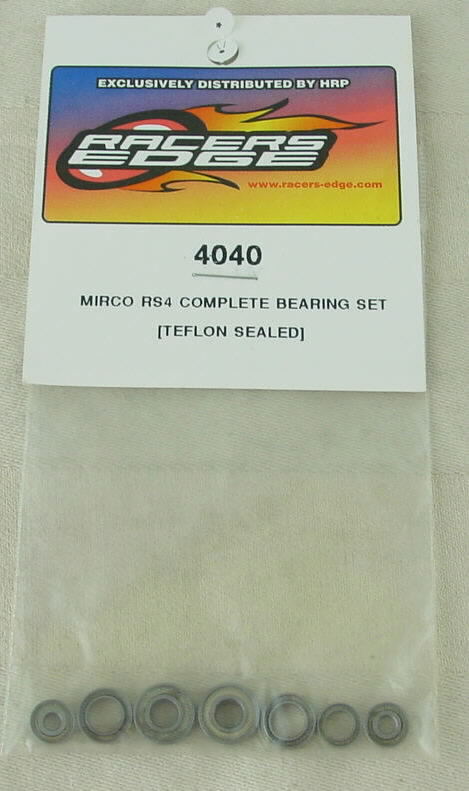 EXCLUSIVELY DISTRIBUTED BY HRP
RACERS
EDGE
www.racers-edge.com
4040
MIRCO RS4 COMPLETE BEARING SET
[TEFLON SEALED]